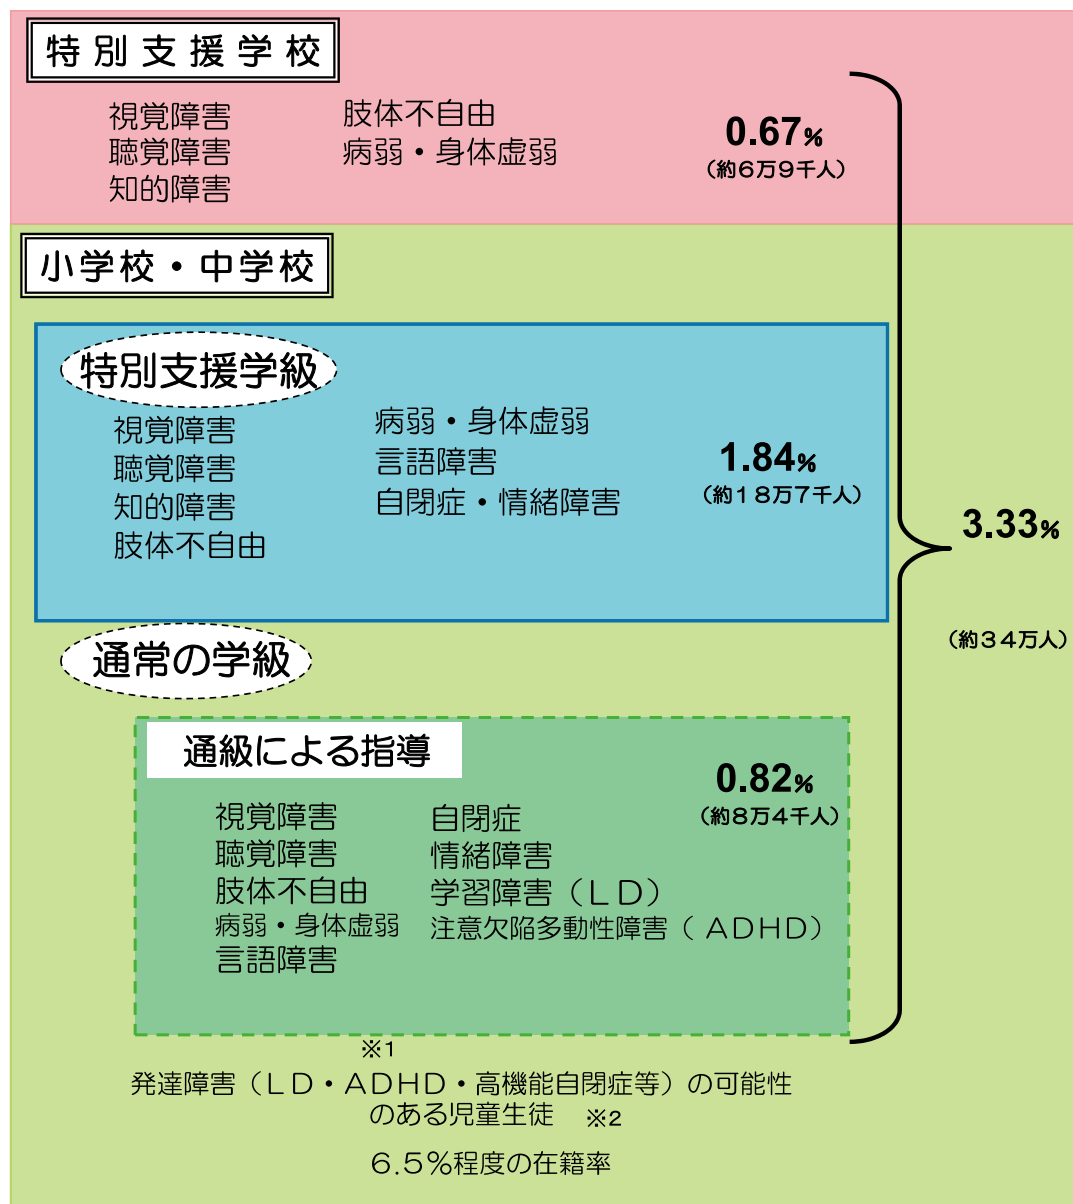 特別支援学校
視覚障害
聴覚障害
知的障害
肢体不自由
病弱・身体虚弱
0.67%
（約６万９千人）
小学校・中学校
特別支援学級
視覚障害
聴覚障害
知的障害
肢体不自由
病弱・身体虚弱
言語障害
自閉症・情緒障害
1.84%
（約１８万７千人）
3.33%
（約３４万人）
通常の学級
通級による指導
視覚障害
聴覚障害
肢体不自由
病弱・身体虚弱
言語障害
自閉症
情緒障害
学習障害（ＬＤ）
注意欠陥多動性障害（ ＡＤＨＤ）
0.82%
（約８万４千人）
※1
発達障害（ＬＤ・ＡＤＨＤ・高機能自閉症等）の可能性
のある児童生徒 ※2
６.５％程度の在籍率